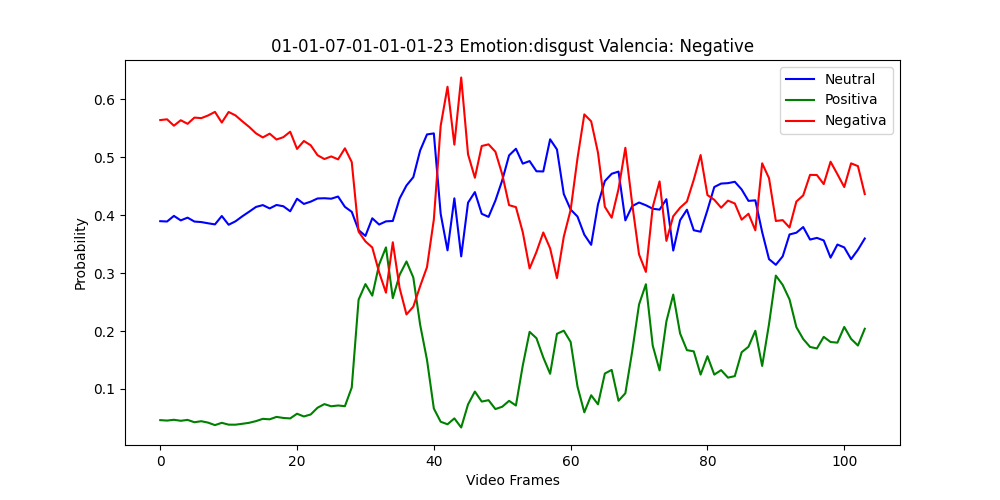 01-01-07-01-01-01-23 Emotion:disgust Valencia: Negative
Neutral
Positiva
Negativa
Probability
0.6
0.5
0.4
0.3
0.2
0.1
0 20 40 60 80 100
Video Frames